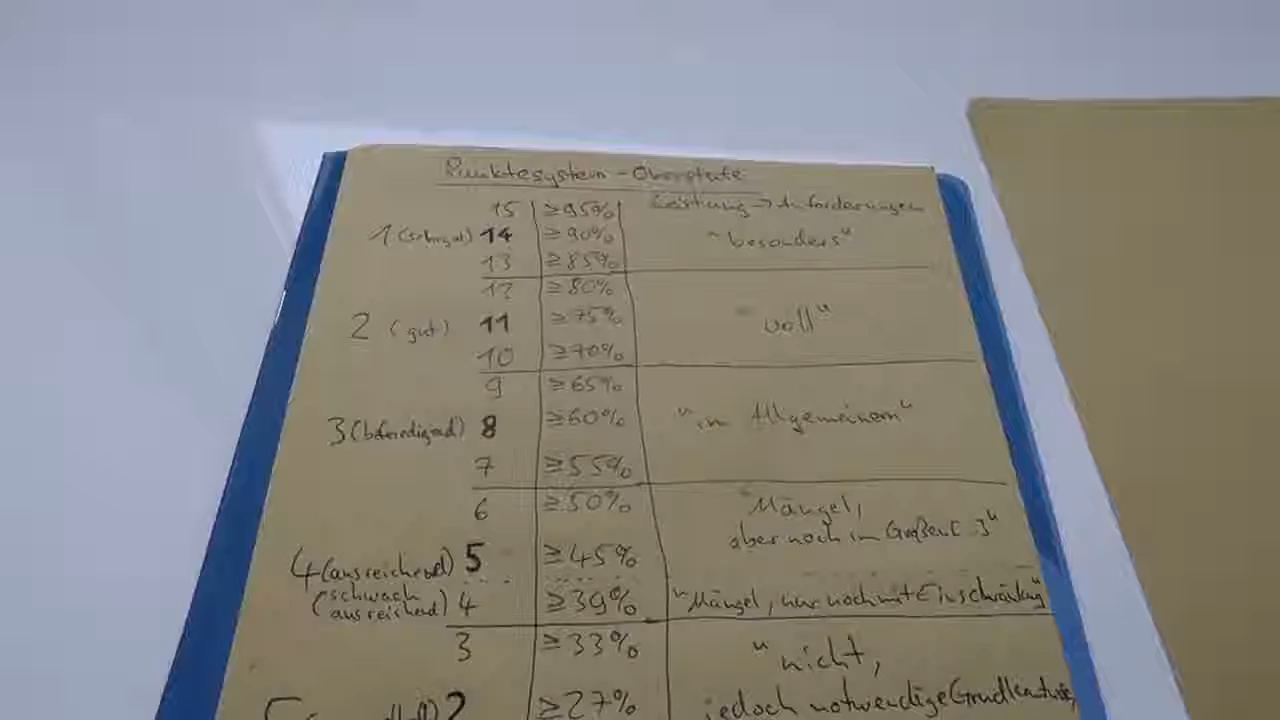 Punktesystem - Oberstufe
Leistung → Anforderungen
15 ≥95%
1 (sehr gut) 14 ≥90% "besonders"
13 ≥85%
12 ≥80%
2 (gut) 11 ≥75% "voll"
10 ≥70%
9 ≥65%
3 (befriedigend) 8 ≥60% "im Allgemeinen"
7 ≥55%
6 ≥50% "Mängel,
aber noch im Großen[..]"
4 (ausreichend) 5 ≥45%
(schwach
ausreichend) 4 ≥39% "Mängel, nur noch mit Einschränkung"
3 ≥33% "nicht,
2 ≥27% jedoch notwendige Grundkenntnisse